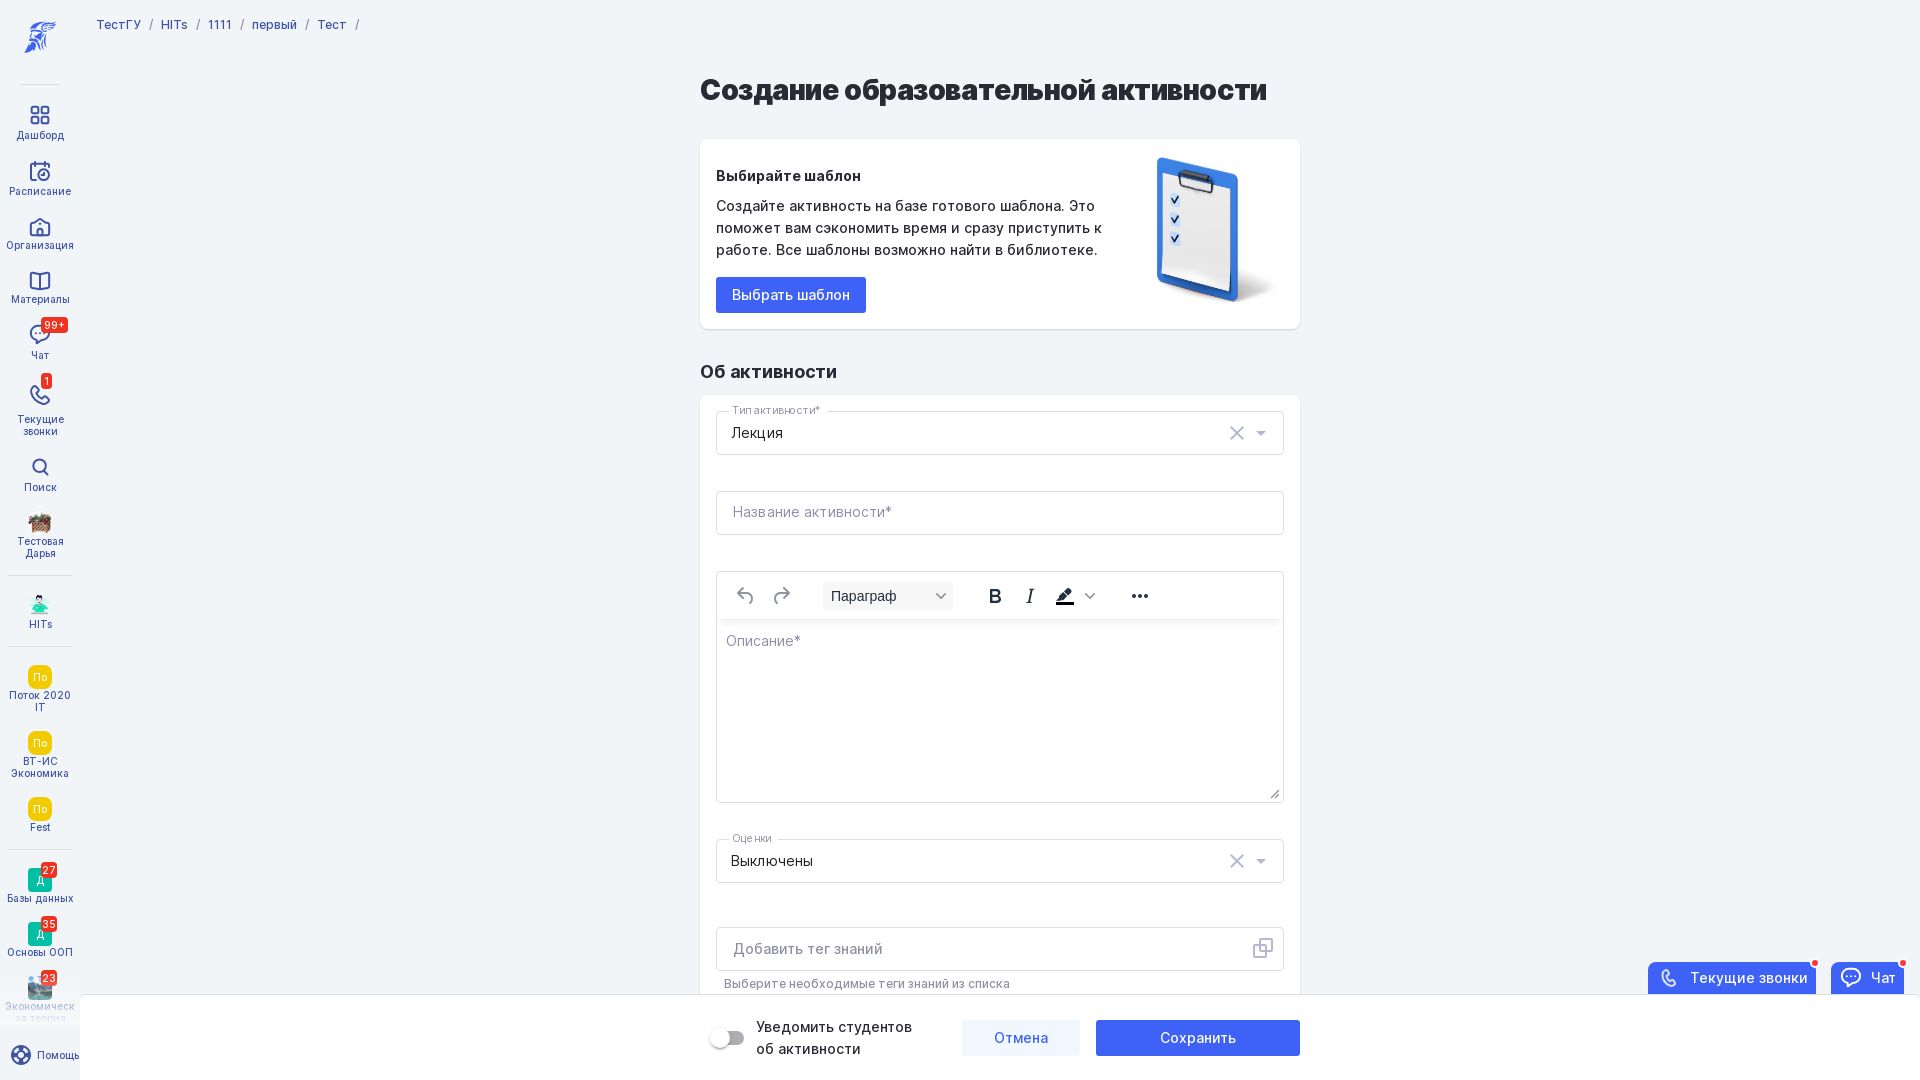 ТестГУ / HITs / 1111 / первый / Тест /
Дашборд
Расписание
Организация
Материалы
99+
Чат
1
Текущие
звонки
Поиск
Тестовая
Дарья
HITs
По
Поток 2020
IT
По
ВТ-ИС
Экономика
По
Fest
27
Д
Базы данных
35
Д
Основы ООП
23
Экономическ
ая теория
Помощь
Создание образовательной активности
Выбирайте шаблон
Создайте активность на базе готового шаблона. Это
поможет вам сэкономить время и сразу приступить к
работе. Все шаблоны возможно найти в библиотеке.
Выбрать шаблон
Об активности
Тип активности*
Лекция
Название активности*
Параграф
Описание*
Оценки
Выключены
Добавить тег знаний
Выберите необходимые теги знаний из списка
Текущие звонки
Чат
Уведомить студентов
об активности
Отмена
Сохранить